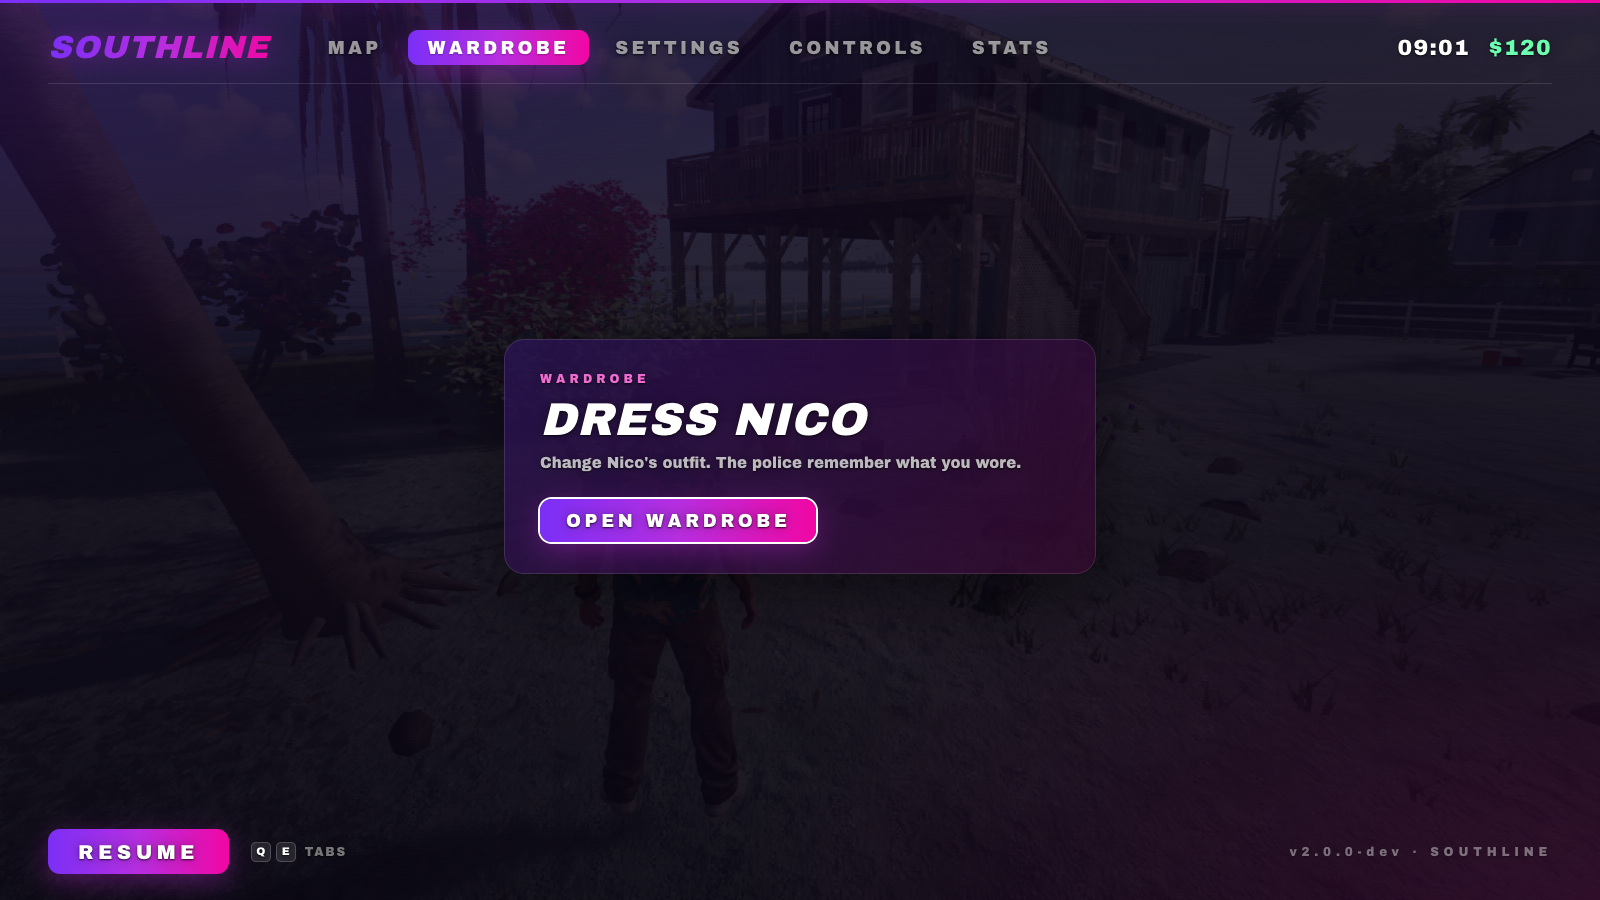 SOUTHLINE MAP WARDROBE SETTINGS CONTROLS STATS 09:01 $120
WARDROBE
DRESS NICO
Change Nico's outfit. The police remember what you wore.
OPEN WARDROBE
RESUME Q E TABS v2.0.0-dev · SOUTHLINE